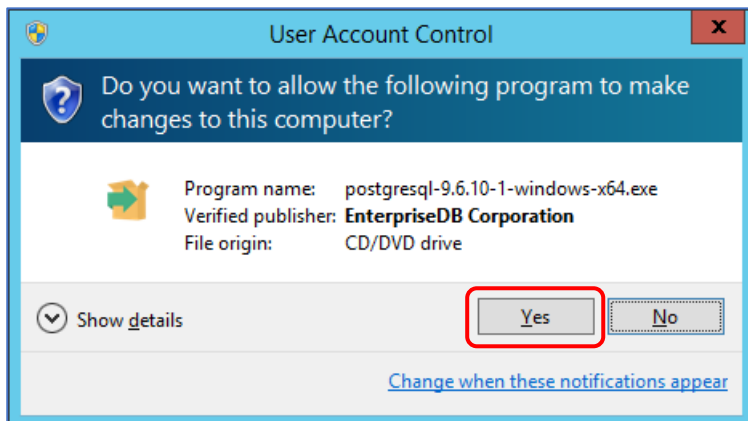 User Account Control
x
Do you want to allow the following program to make
changes to this computer?
Program name: postgresql-9.6.10-1-windows-x64.exe
Verified publisher: EnterpriseDB Corporation
File origin: CD/DVD drive
Show details
Yes
No
Change when these notifications appear